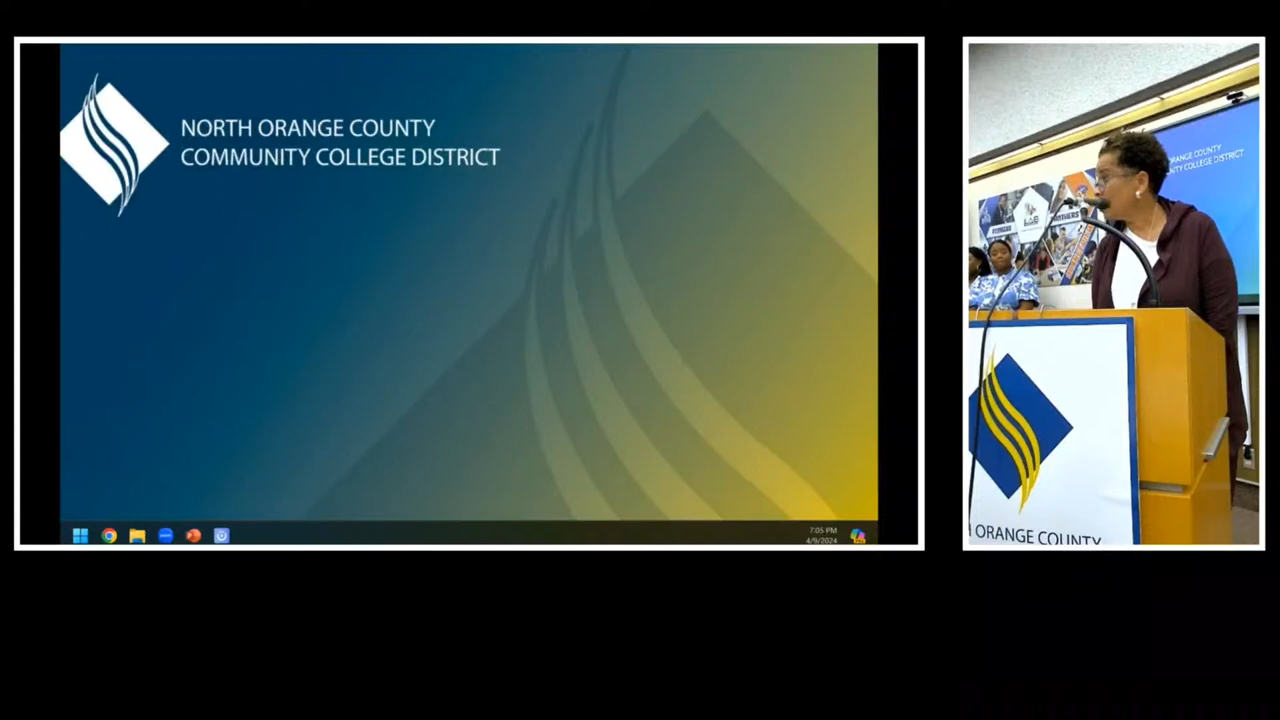 NORTH ORANGE COUNTY
COMMUNITY COLLEGE DISTRICT
7:05 PM
4/9/2024
ORANGE COUNTY
COLLEGE DISTRICT
ORANGE COUNTY